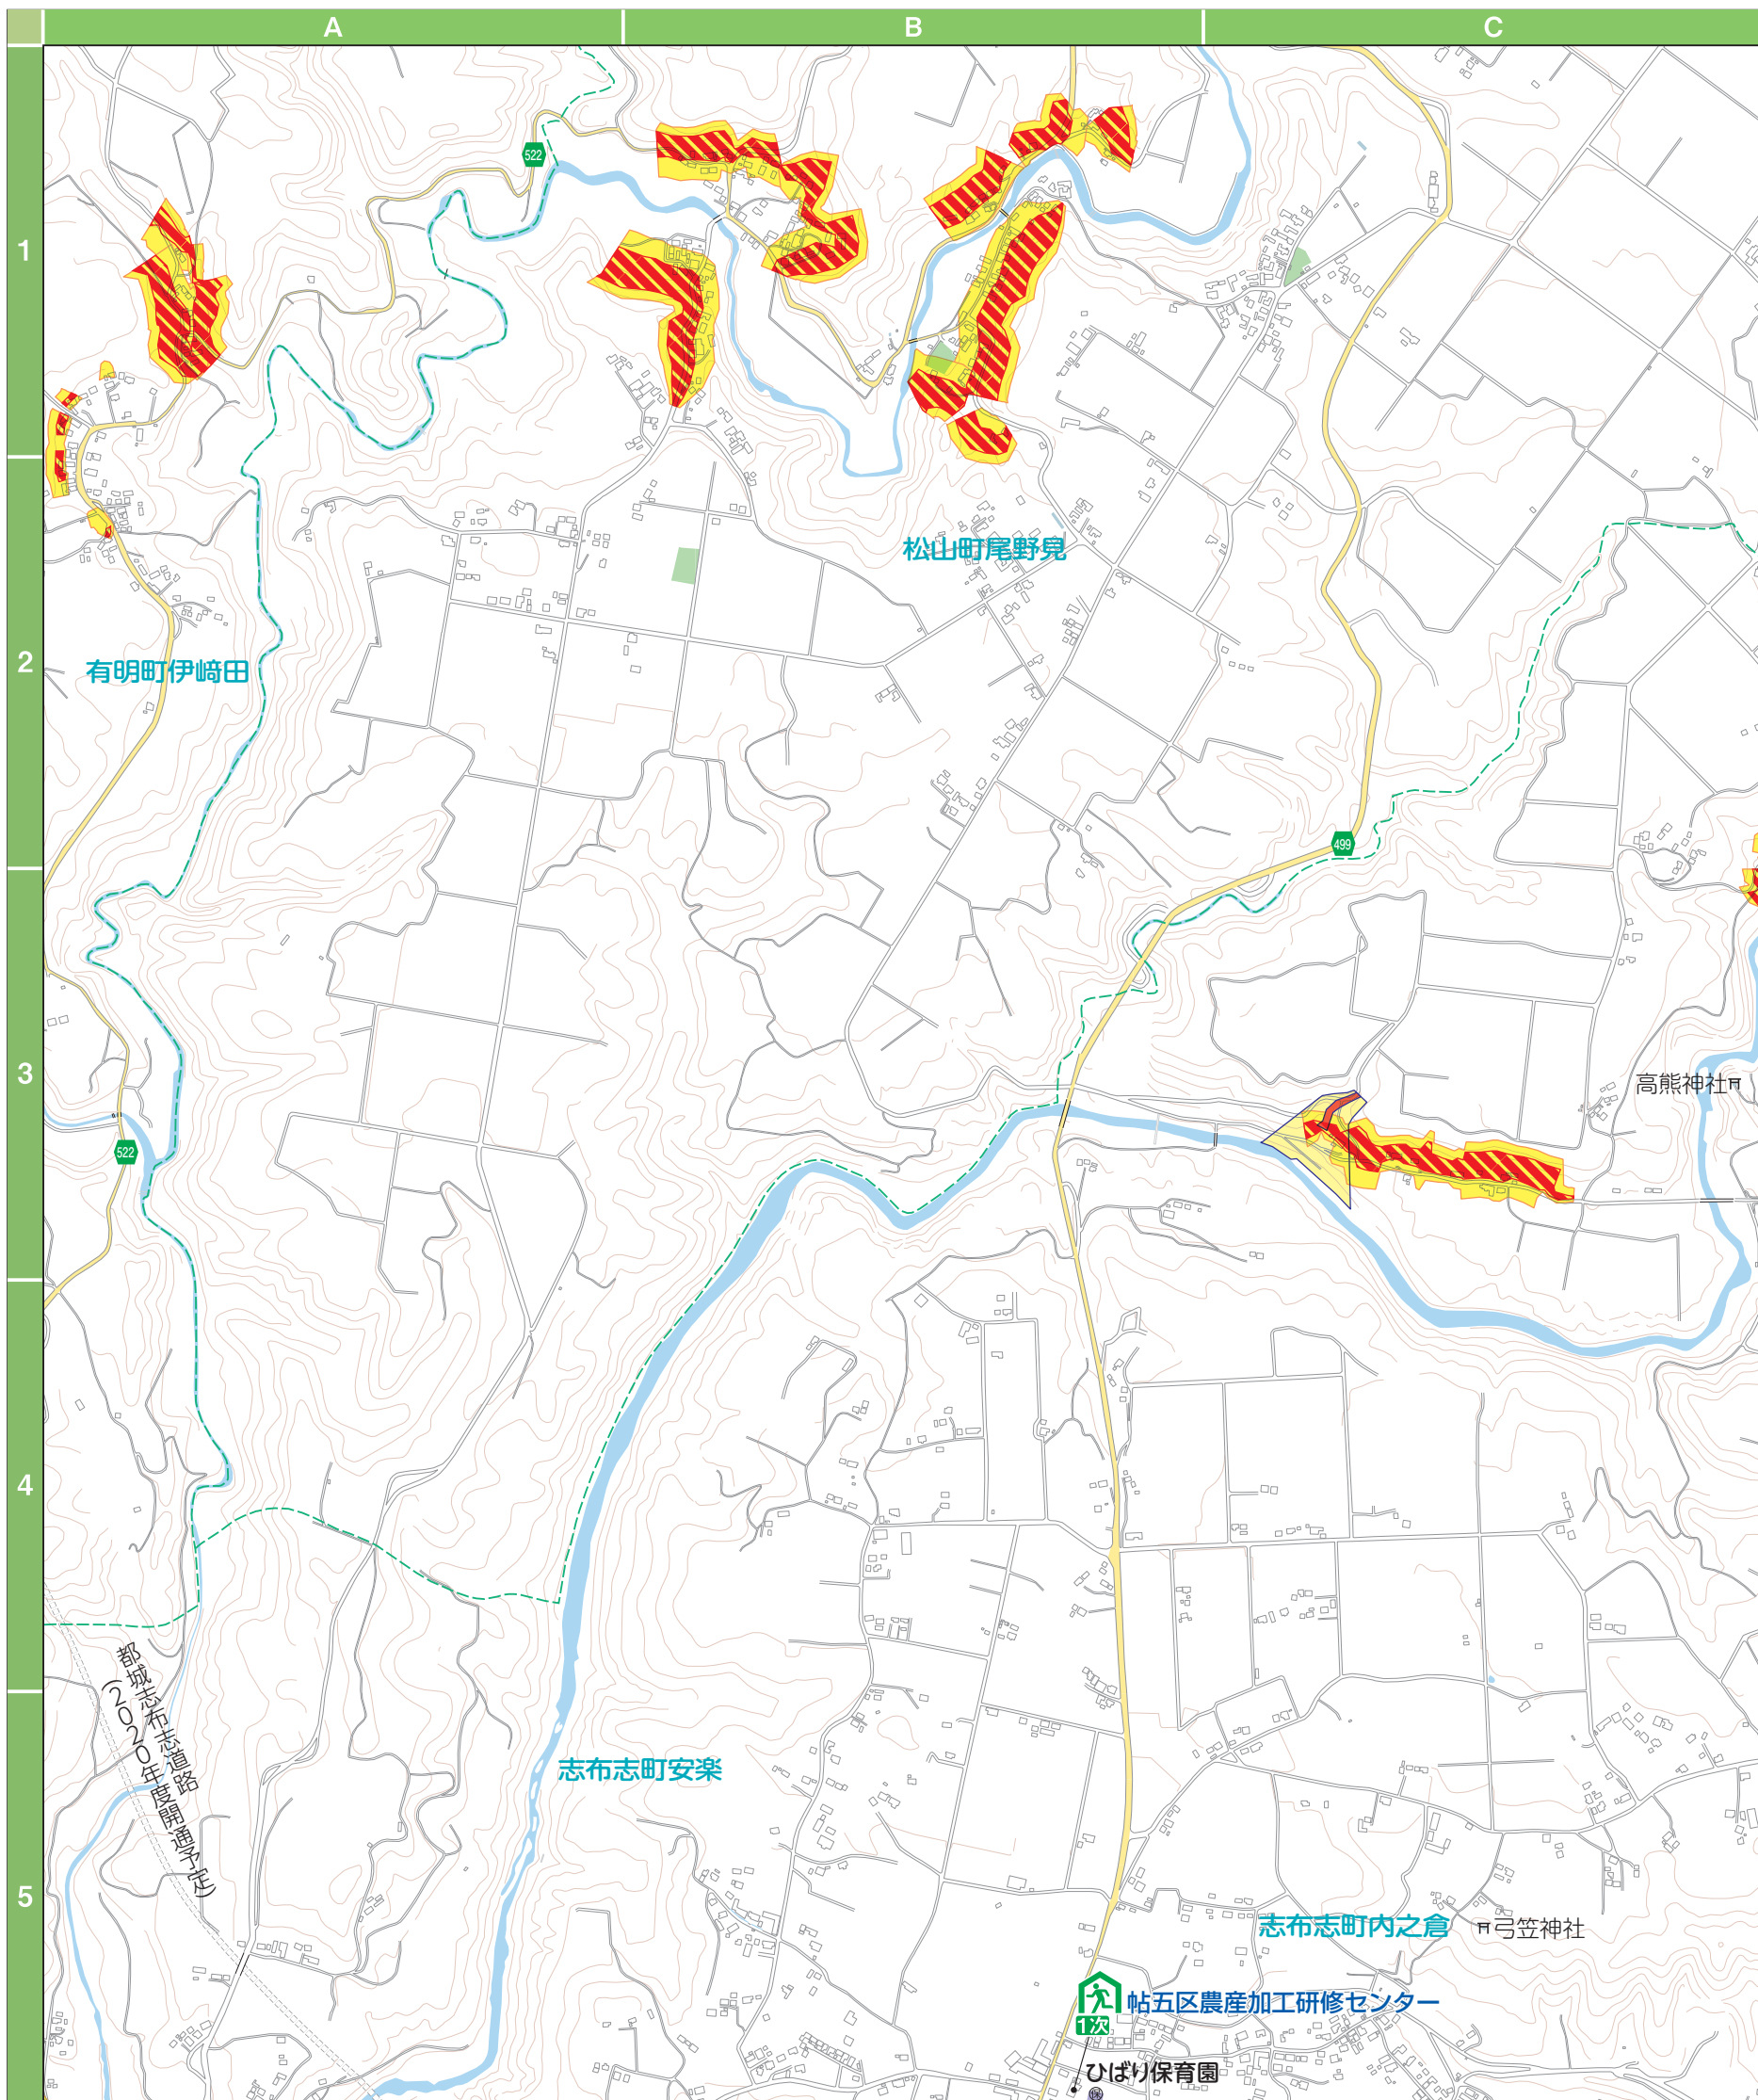 A
B
C
1
522
松山町尾野見
2
有明町伊﨑田
499
3
高熊神社
522
4
都城志布志道路
(2020年度開通予定)
志布志町安楽
5
志布志町内之倉
弓笠神社
帖五区農産加工研修センター
1次
ひばり保育園